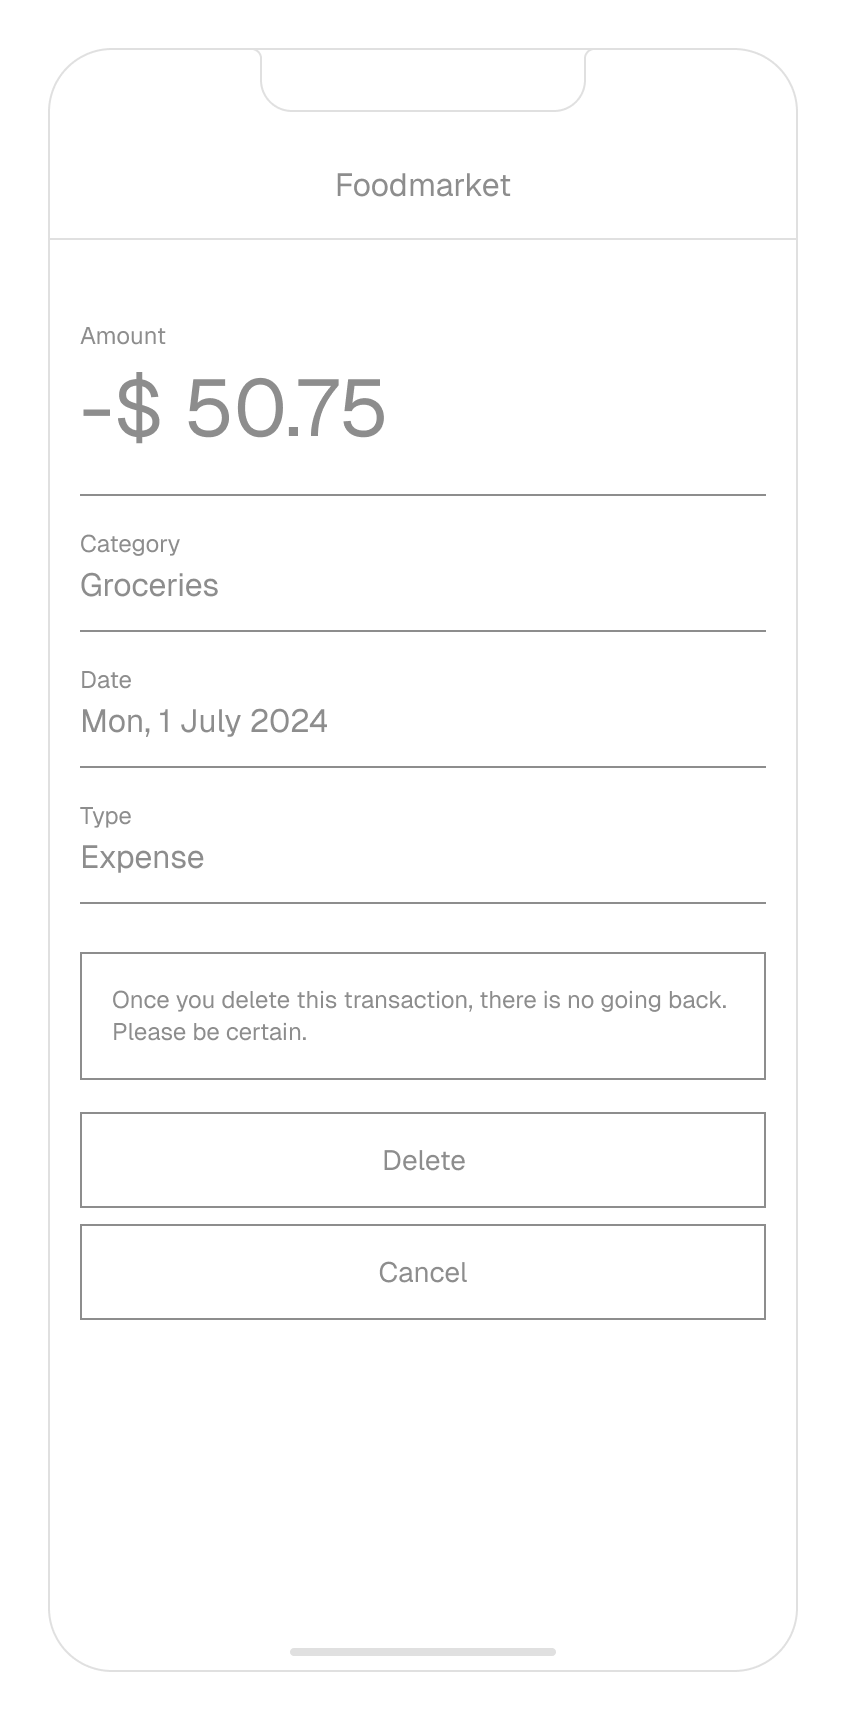 Foodmarket
Amount
-$ 50.75
Category
Groceries
Date
Mon, 1 July 2024
Type
Expense
Once you delete this transaction, there is no going back.
Please be certain.
Delete
Cancel